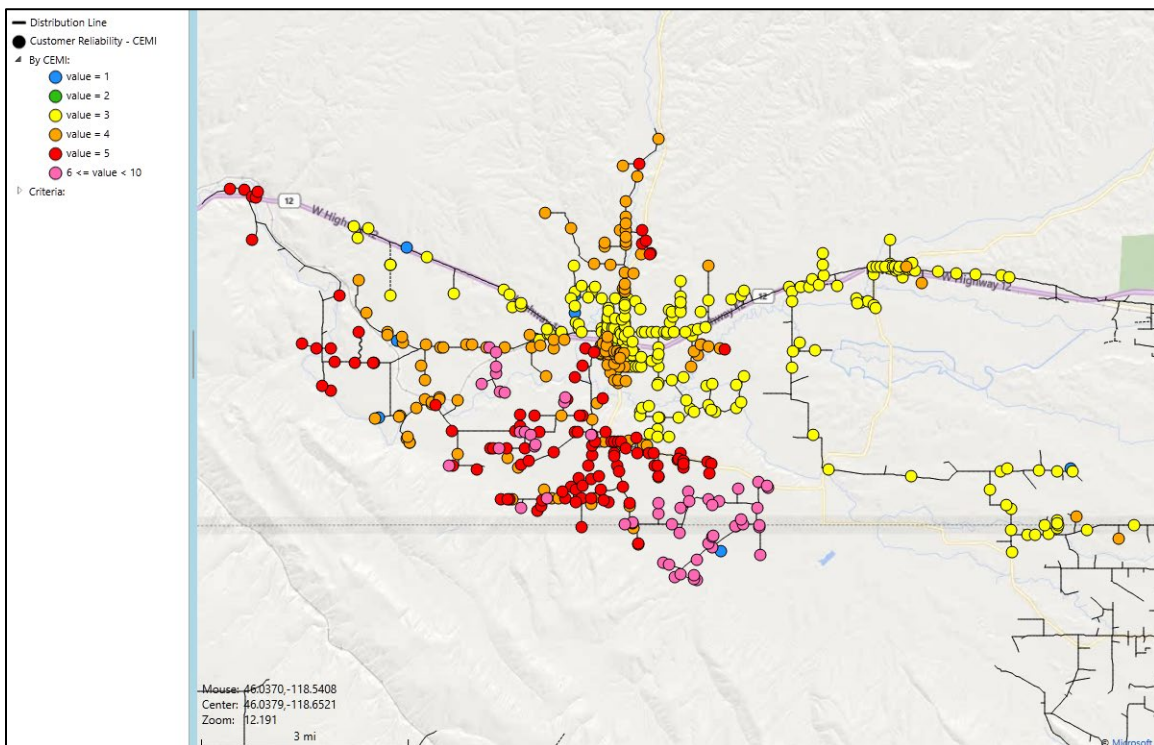 Distribution Line
Customer Reliability - CEMI
By CEMI:
value = 1
value = 2
value = 3
value = 4
value = 5
6 <= value < 10
Criteria:
12
W Highway 12
12
W Highway 12
Mouse: 46.0370,-118.5408
Center: 46.0379,-118.6521
Zoom: 12.191
3 mi
© Microsoft